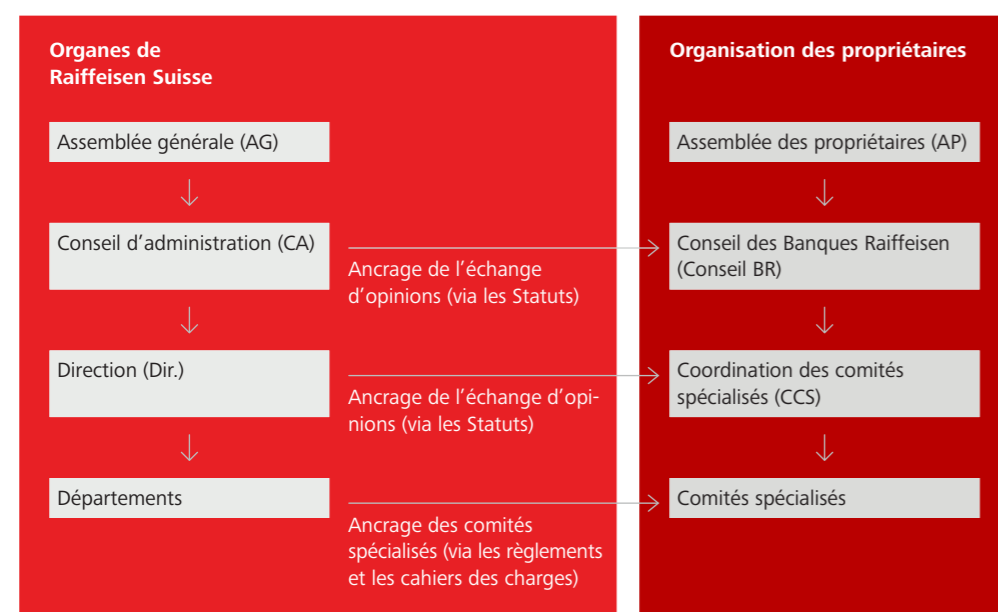 Organes de
Raiffeisen Suisse
Assemblée générale (AG)
Conseil d’administration (CA)
Ancrage de l’échange
d’opinions (via les Statuts)
Direction (Dir.)
Ancrage de l’échange d’opi-
nions (via les Statuts)
Départements
Ancrage des comités
spécialisés (via les règlements
et les cahiers des charges)
Organisation des propriétaires
Assemblée des propriétaires (AP)
Conseil des Banques Raiffeisen
(Conseil BR)
Coordination des comités
spécialisés (CCS)
Comités spécialisés